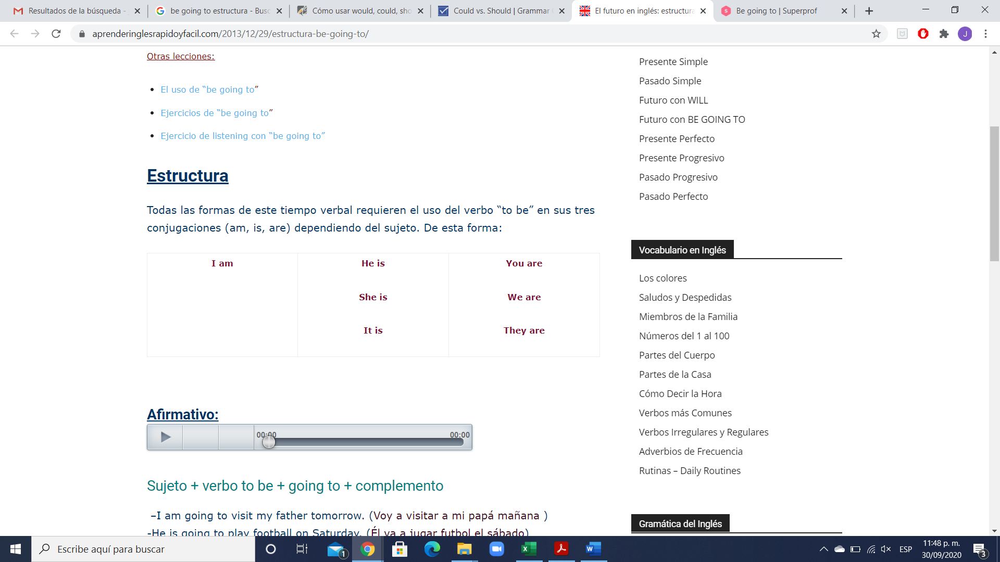 Resultados de la búsqueda -
be going to estructura - Busc
Cómo usar would, could, sho
Could vs. Should | Grammar
El futuro en inglés: estructura
Be going to | Superprof
aprenderinglesrapidoyfacil.com/2013/12/29/estructura-be-going-to/
J
Otras lecciones:
El uso de “be going to”
Ejercicios de “be going to”
Ejercicio de listening con “be going to”
Estructura
Todas las formas de este tiempo verbal requieren el uso del verbo “to be” en sus tres
conjugaciones (am, is, are) dependiendo del sujeto. De esta forma:
I am
He is
You are
She is
We are
It is
They are
Afirmativo:
00:00
00:00
Sujeto + verbo to be + going to + complemento
–I am going to visit my father tomorrow. (Voy a visitar a mi papá mañana )
-He is going to play football on Saturday. (Él va a jugar futbol el sábado)
Presente Simple
Pasado Simple
Futuro con WILL
Futuro con BE GOING TO
Presente Perfecto
Presente Progresivo
Pasado Progresivo
Pasado Perfecto
Vocabulario en Inglés
Los colores
Saludos y Despedidas
Miembros de la Familia
Números del 1 al 100
Partes del Cuerpo
Partes de la Casa
Cómo Decir la Hora
Verbos más Comunes
Verbos Irregulares y Regulares
Adverbios de Frecuencia
Rutinas – Daily Routines
Gramática del Inglés
Escribe aquí para buscar
1
ESP
11:48 p. m.
30/09/2020
3